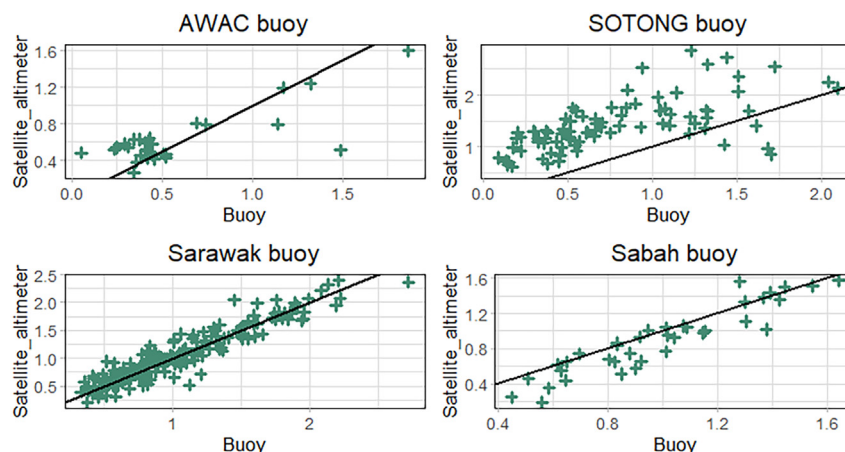 AWAC buoy
Satellite_altimeter
1.6
1.2
0.8
0.4
0.0 0.5 1.0 1.5
Buoy
SOTONG buoy
Satellite_altimeter
2
1
0.0 0.5 1.0 1.5 2.0
Buoy
Sarawak buoy
Satellite_altimeter
2.5
2.0
1.5
1.0
0.5
1 2
Buoy
Sabah buoy
Satellite_altimeter
1.6
1.2
0.8
0.4
0.4 0.8 1.2 1.6
Buoy